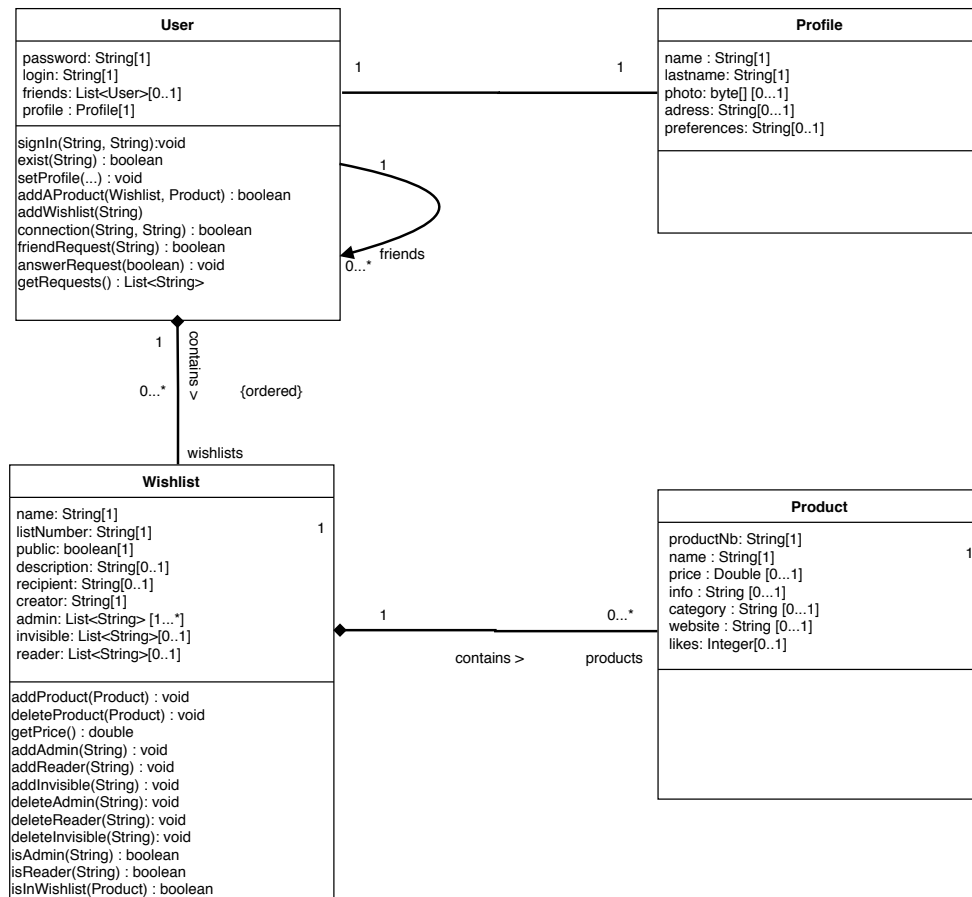 User
password: String[1]
login: String[1]
friends: List<User>[0..1]
profile : Profile[1]
signIn(String, String):void
exist(String) : boolean
setProfile(...) : void
addAProduct(Wishlist, Product) : boolean
addWishlist(String)
connection(String, String) : boolean
friendRequest(String) : boolean
answerRequest(boolean) : void
getRequests() : List<String>
1
1
Profile
name : String[1]
lastname: String[1]
photo: byte[] [0...1]
adress: String[0...1]
preferences: String[0..1]
1
friends
0...*
1
contains >
0...*
{ordered}
wishlists
Wishlist
name: String[1]
listNumber: String[1]
1
public: boolean[1]
description: String[0..1]
recipient: String[0..1]
creator: String[1]
admin: List<String> [1...*]
invisible: List<String>[0..1]
reader: List<String>[0..1]
addProduct(Product) : void
deleteProduct(Product) : void
getPrice() : double
addAdmin(String) : void
addReader(String) : void
addInvisible(String) : void
deleteAdmin(String): void
deleteReader(String): void
deleteInvisible(String): void
isAdmin(String) : boolean
isReader(String) : boolean
isInWishlist(Product) : boolean
1
0...*
contains >
products
Product
productNb: String[1]
name : String[1]
1
price : Double [0...1]
info : String [0...1]
category : String [0...1]
website : String [0...1]
likes: Integer[0..1]